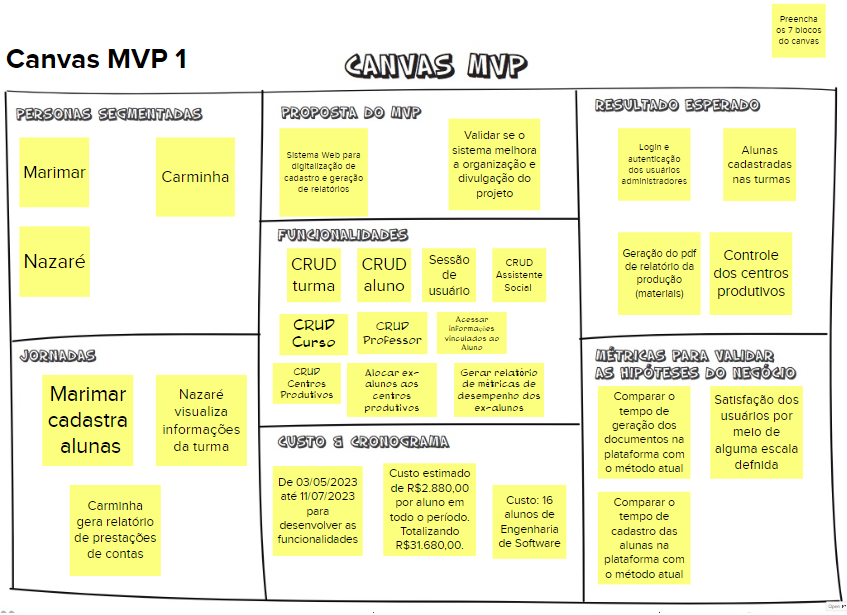 Preencha
os 7 blocos
do canvas
Canvas MVP 1
CANVAS MVP
PERSONAS SEGMENTADAS
Marimar
Carminha
Nazaré
PROPOSTA DO MVP
Sistema Web para
digitalização de
cadastro e geração
de relatórios
Validar se o
sistema melhora
a organização e
divulgação do
projeto
RESULTADO ESPERADO
Login e
autenticação
dos usuários
administradores
Alunas
cadastradas
nas turmas
Geração do pdf
de relatório da
produção
(materiais)
Controle
dos centros
produtivos
FUNCIONALIDADES
CRUD
turma
CRUD
aluno
Sessão
de
usuário
CRUD
Assistente
Social
CRUD
Curso
CRUD
Professor
Acessar
informações
vinculados ao
Aluno
CRUD
Centros
Produtivos
Alocar ex-
alunos aos
centros
produtivos
Gerar relatório
de métricas de
desempenho dos
ex-alunos
JORNADAS
Marimar
cadastra
alunas
Nazaré
visualiza
informações
da turma
Carminha
gera relatório
de prestações
de contas
CUSTO & CRONOGRAMA
De 03/05/2023
até 11/07/2023
para
desenvolver as
funcionalidades
Custo estimado
de R$2.880,00
por aluno em
todo o período.
Totalizando
R$31.680,00.
Custo: 16
alunos de
Engenharia
de Software
MÉTRICAS PARA VALIDAR
AS HIPÓTESES DO NEGÓCIO
Comparar o
tempo de
geração dos
documentos na
plataforma com
o método atual
Satisfação dos
usuários por
meio de
alguma escala
defnida
Comparar o
tempo de
cadastro das
alunas na
plataforma com
o método atual
Open